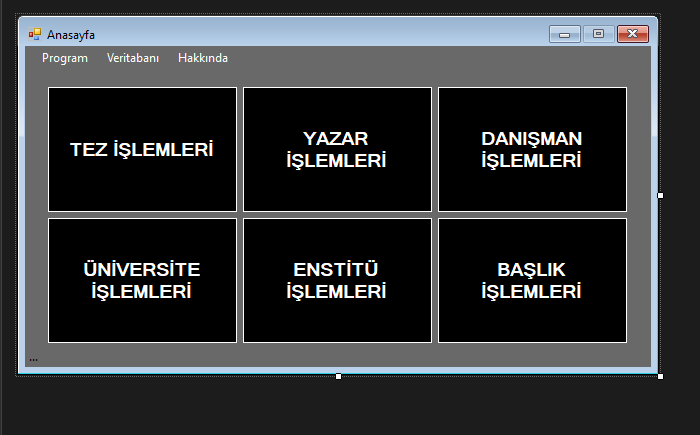 Anasayfa
Program Veritabanı Hakkında
TEZ İŞLEMLERİ
YAZAR
İŞLEMLERİ
DANIŞMAN
İŞLEMLERİ
ÜNİVERSİTE
İŞLEMLERİ
ENSTİTÜ
İŞLEMLERİ
BAŞLIK
İŞLEMLERİ
...